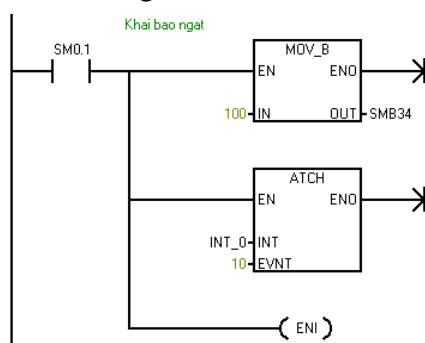 Khai bao ngat
SM0.1
MOV_B
EN ENO
100 IN OUT SMB34
ATCH
EN ENO
INT_0 INT
10 EVNT
( ENI )